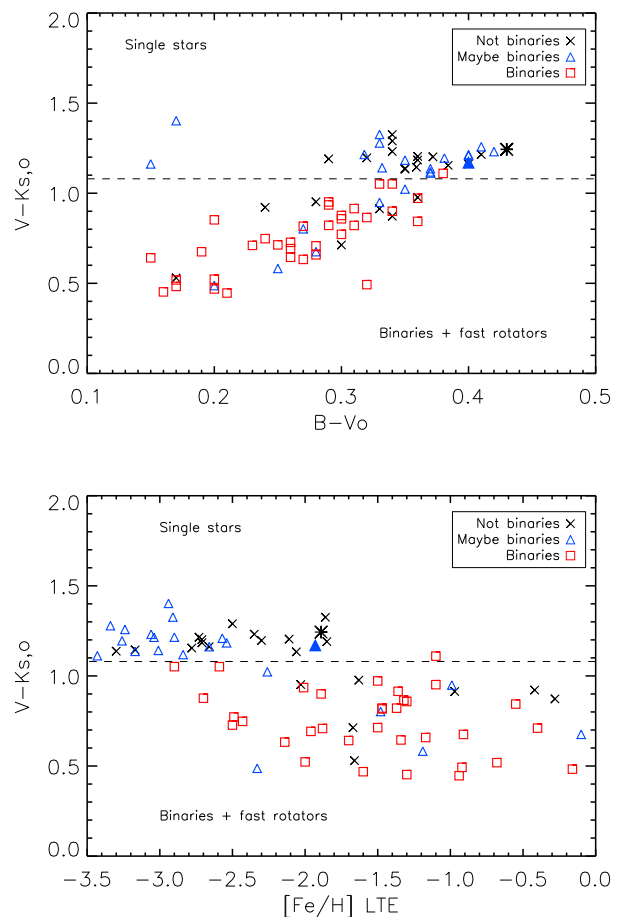 2.0
Single stars
Not binaries
Maybe binaries
Binaries
1.5
V-Ks,o
1.0
0.5
Binaries + fast rotators
0.0
0.1 0.2 0.3 0.4 0.5
B-Vo
2.0
Single stars
Not binaries
Maybe binaries
Binaries
1.5
V-Ks,o
1.0
0.5
Binaries + fast rotators
0.0
-3.5 -3.0 -2.5 -2.0 -1.5 -1.0 -0.5 0.0
[Fe/H] LTE